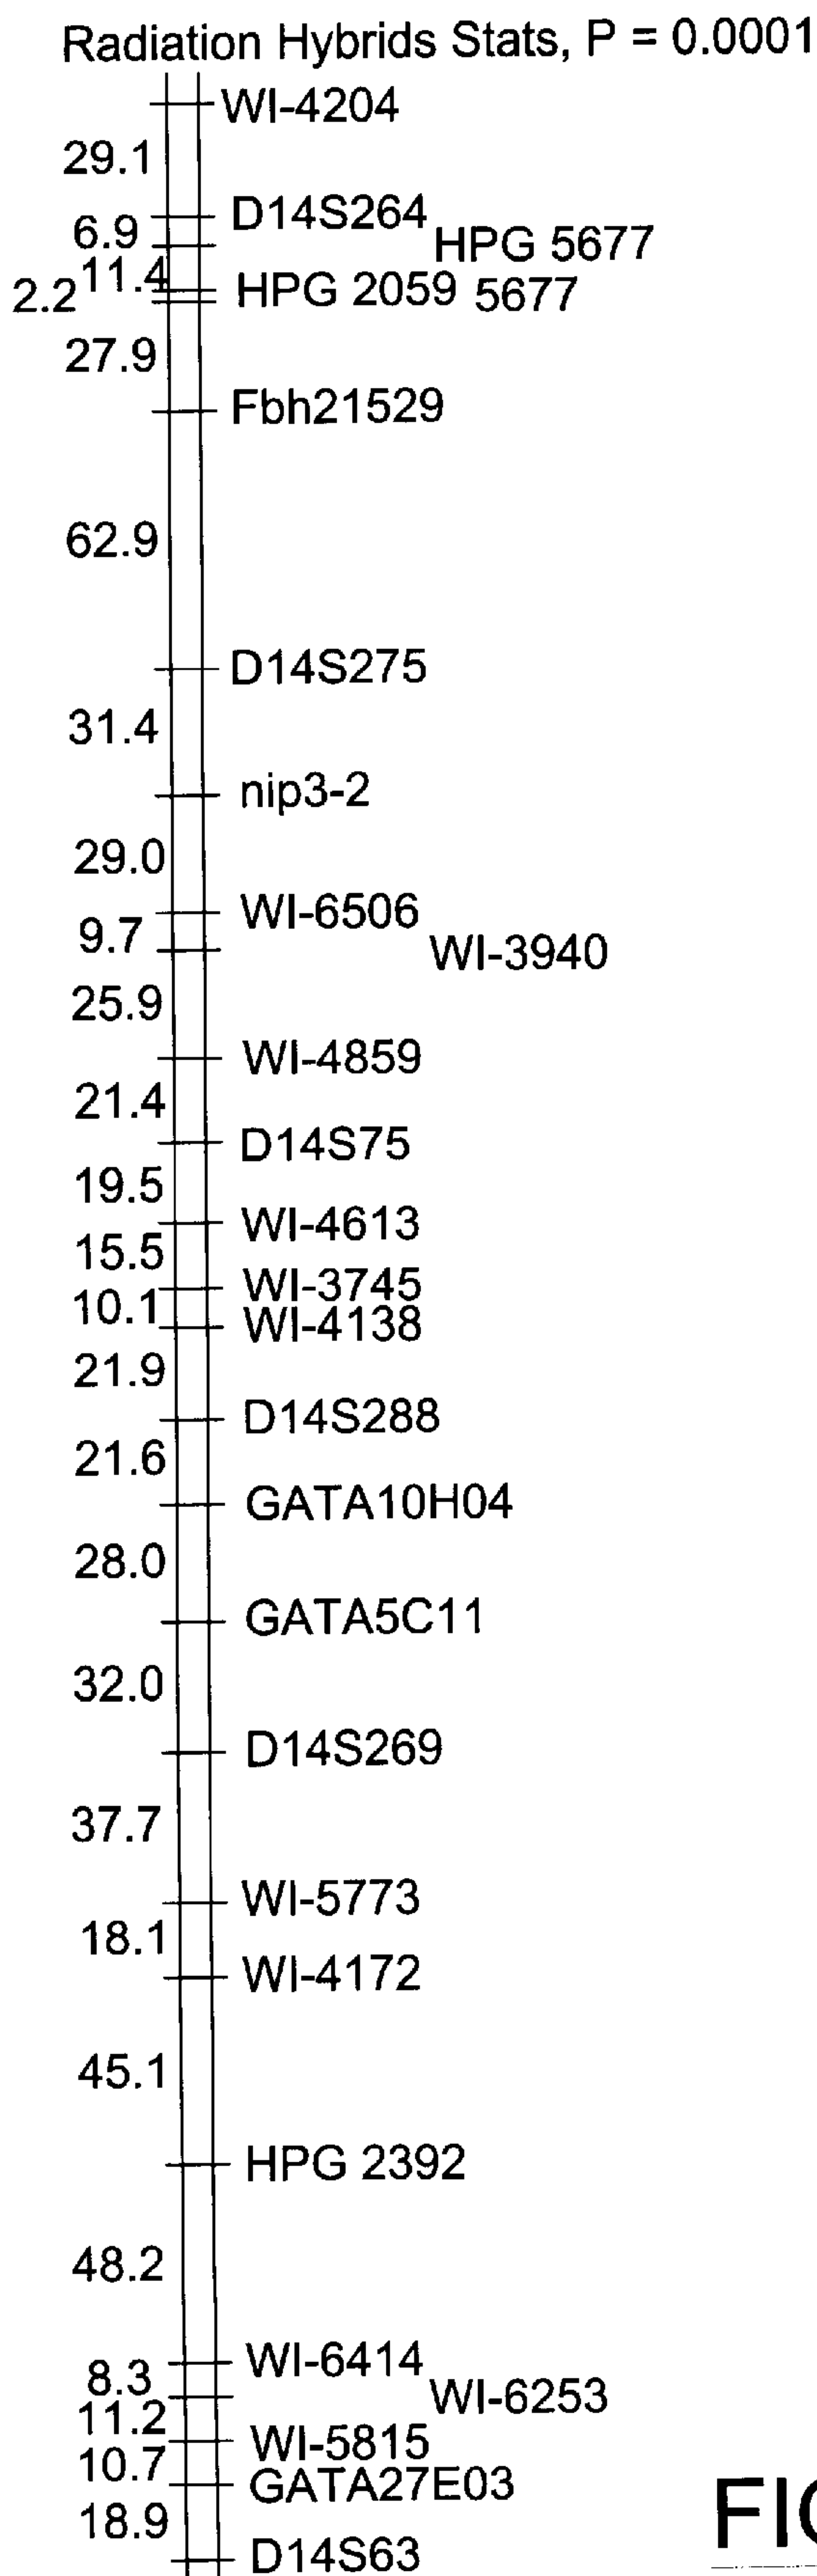 Radiation Hybrids Stats, P = 0.0001
WI-4204
29.1
D14S264
6.9
HPG 5677
11.4
2.2
HPG 2059 5677
27.9
Fbh21529
62.9
D14S275
31.4
nip3-2
29.0
WI-6506
9.7
WI-3940
25.9
WI-4859
21.4
D14S75
19.5
WI-4613
15.5
WI-3745
10.1
WI-4138
21.9
D14S288
21.6
GATA10H04
28.0
GATA5C11
32.0
D14S269
37.7
WI-5773
18.1
WI-4172
45.1
HPG 2392
48.2
WI-6414
8.3
WI-6253
11.2
WI-5815
10.7
GATA27E03
18.9
D14S63